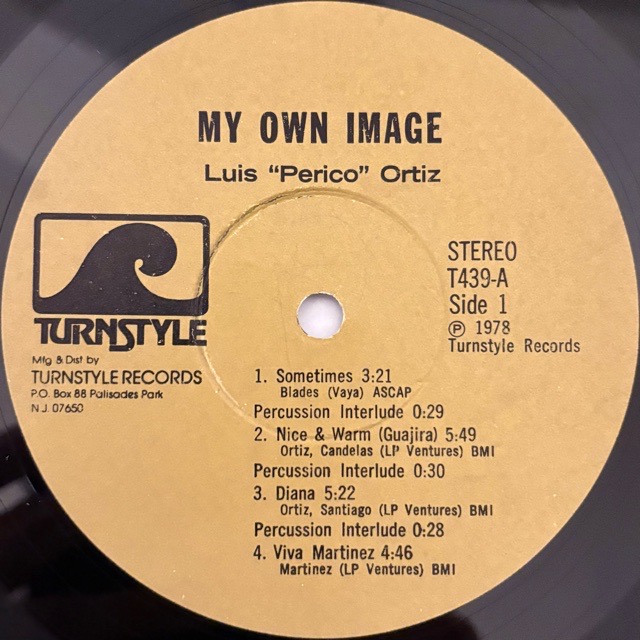 MY OWN IMAGE
Luis "Perico" Ortiz
TURNSTYLE
Mfg & Dist by
TURNSTYLE RECORDS
P.O. Box 88 Palisades Park
N.J. 07650
STEREO
T439-A
Side 1
℗ 1978
Turnstyle Records
1. Sometimes 3:21
Blades (Vaya) ASCAP
Percussion Interlude 0:29
2. Nice & Warm (Guajira) 5:49
Ortiz, Candelas (LP Ventures) BMI
Percussion Interlude 0:30
3. Diana 5:22
Ortiz, Santiago (LP Ventures) BMI
Percussion Interlude 0:28
4. Viva Martinez 4:46
Martinez (LP Ventures) BMI